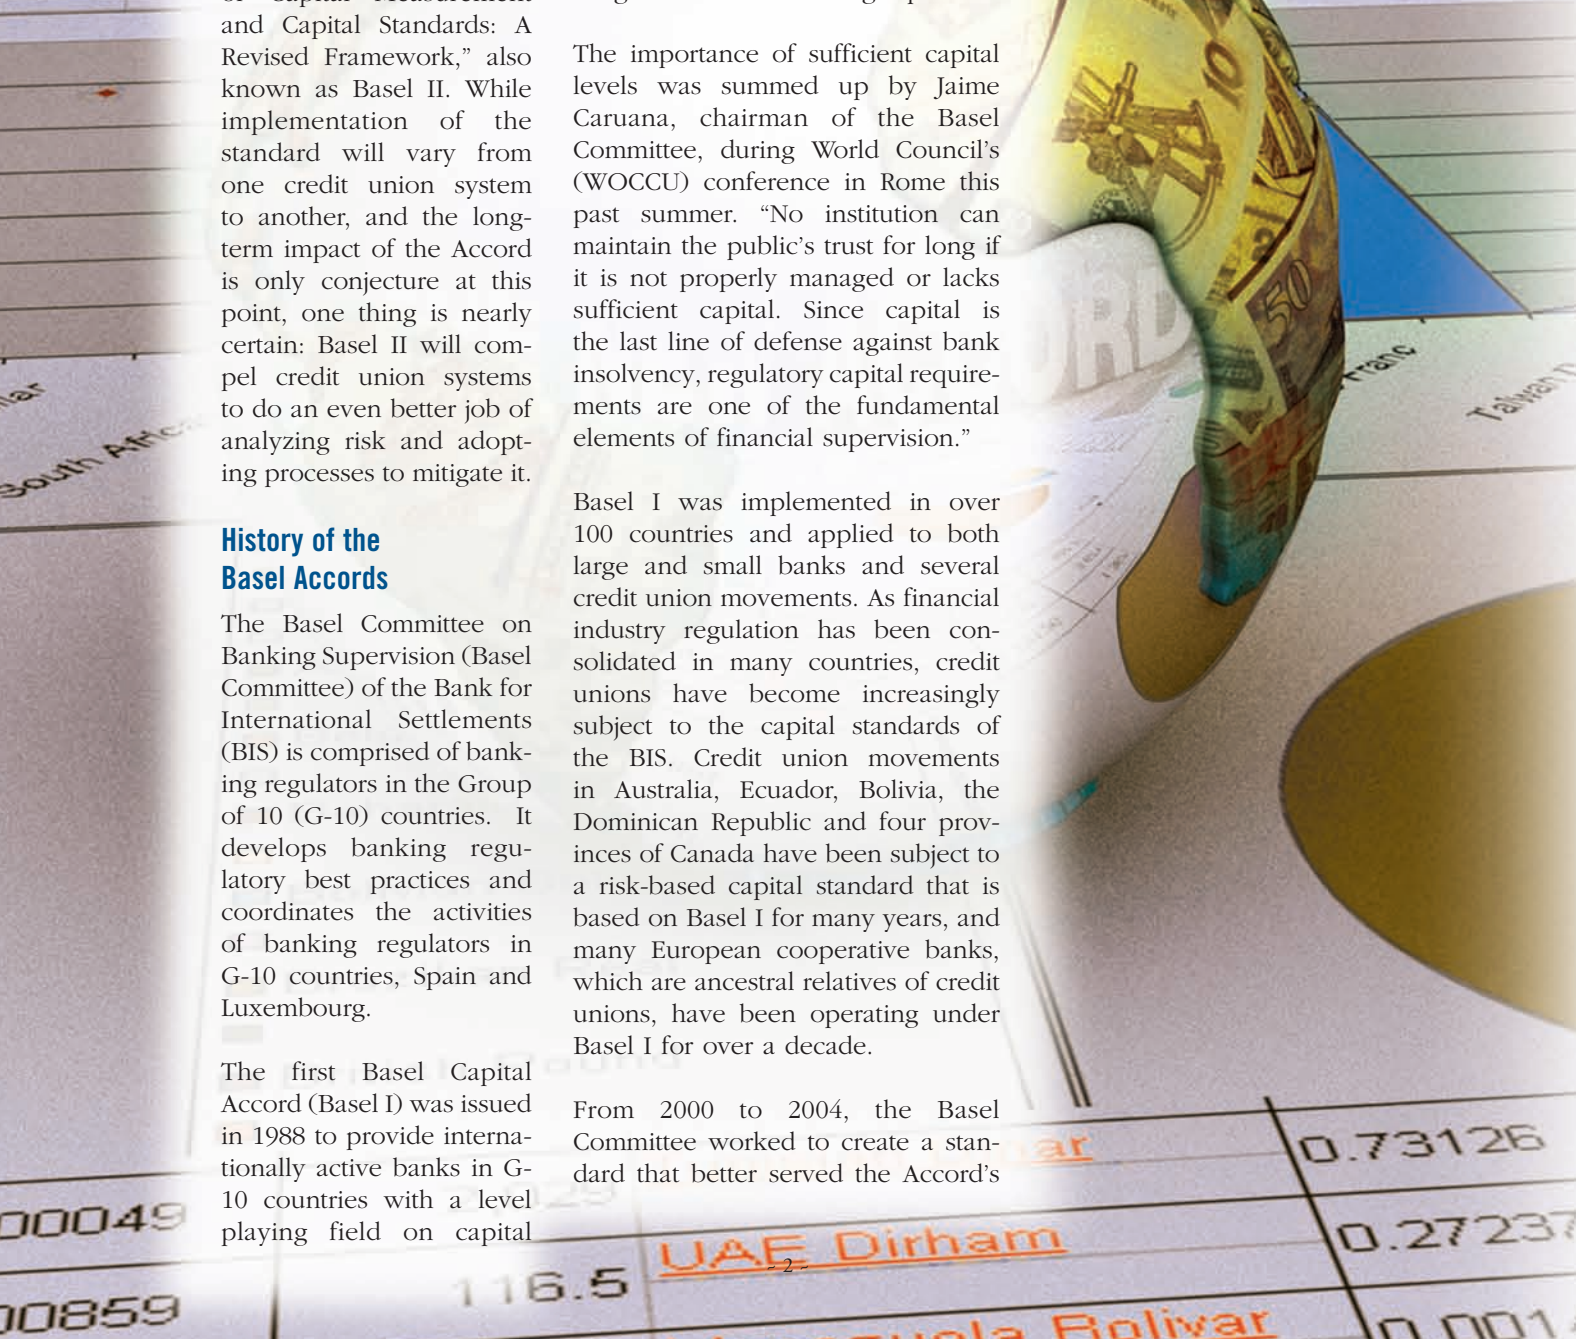 and Capital Standards: A
Revised Framework,” also
known as Basel II. While
implementation of the
standard will vary from
one credit union system
to another, and the long-
term impact of the Accord
is only conjecture at this
point, one thing is nearly
certain: Basel II will com-
pel credit union systems
to do an even better job of
analyzing risk and adopt-
ing processes to mitigate it.
History of the
Basel Accords
The Basel Committee on
Banking Supervision (Basel
Committee) of the Bank for
International Settlements
(BIS) is comprised of bank-
ing regulators in the Group
of 10 (G-10) countries. It
develops banking regu-
latory best practices and
coordinates the activities
of banking regulators in
G-10 countries, Spain and
Luxembourg.
The first Basel Capital
Accord (Basel I) was issued
in 1988 to provide interna-
tionally active banks in G-
10 countries with a level
playing field on capital
The importance of sufficient capital
levels was summed up by Jaime
Caruana, chairman of the Basel
Committee, during World Council’s
(WOCCU) conference in Rome this
past summer. “No institution can
maintain the public’s trust for long if
it is not properly managed or lacks
sufficient capital. Since capital is
the last line of defense against bank
insolvency, regulatory capital require-
ments are one of the fundamental
elements of financial supervision.”
Basel I was implemented in over
100 countries and applied to both
large and small banks and several
credit union movements. As financial
industry regulation has been con-
solidated in many countries, credit
unions have become increasingly
subject to the capital standards of
the BIS. Credit union movements
in Australia, Ecuador, Bolivia, the
Dominican Republic and four prov-
inces of Canada have been subject to
a risk-based capital standard that is
based on Basel I for many years, and
many European cooperative banks,
which are ancestral relatives of credit
unions, have been operating under
Basel I for over a decade.
From 2000 to 2004, the Basel
Committee worked to create a stan-
dard that better served the Accord’s
10
50
South
Taiwan
0.73126
00049
2.029
UAE Dirham
0.27237
~ 2 ~
00859
116.5
Bolivar
0.001